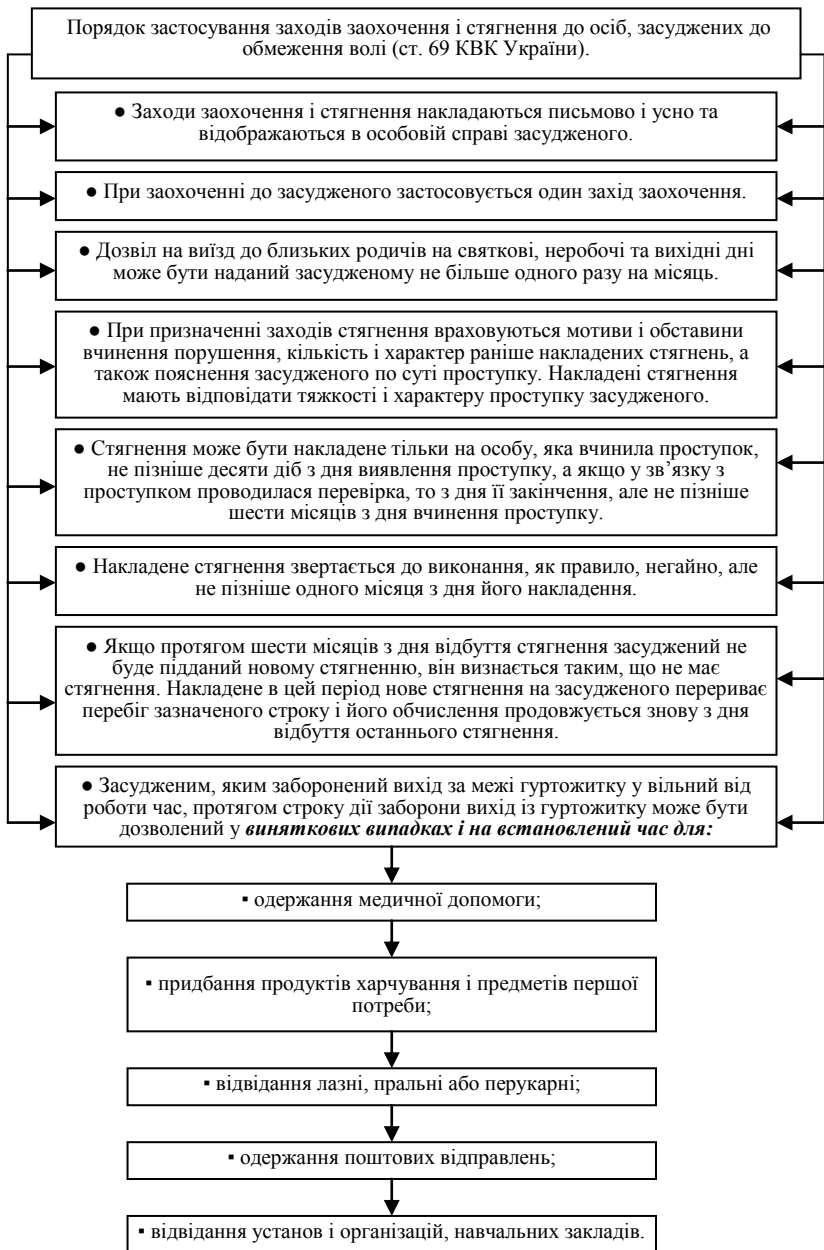 Порядок застосування заходів заохочення і стягнення до осіб, засуджених до
обмеження волі (ст. 69 КВК України).
● Заходи заохочення і стягнення накладаються письмово і усно та
відображаються в особовій справі засудженого.
● При заохоченні до засудженого застосовується один захід заохочення.
● Дозвіл на виїзд до близьких родичів на святкові, неробочі та вихідні дні
може бути наданий засудженому не більше одного разу на місяць.
● При призначенні заходів стягнення враховуються мотиви і обставини
вчинення порушення, кількість і характер раніше накладених стягнень, а
також пояснення засудженого по суті проступку. Накладені стягнення
мають відповідати тяжкості і характеру проступку засудженого.
● Стягнення може бути накладене тільки на особу, яка вчинила проступок,
не пізніше десяти діб з дня виявлення проступку, а якщо у зв’язку з
проступком проводилася перевірка, то з дня її закінчення, але не пізніше
шести місяців з дня вчинення проступку.
● Накладене стягнення звертається до виконання, як правило, негайно, але
не пізніше одного місяця з дня його накладення.
● Якщо протягом шести місяців з дня відбуття стягнення засуджений не
буде підданий новому стягненню, він визнається таким, що не має
стягнення. Накладене в цей період нове стягнення на засудженого перериває
перебіг зазначеного строку і його обчислення продовжується знову з дня
відбуття останнього стягнення.
● Засудженим, яким заборонений вихід за межі гуртожитку у вільний від
роботи час, протягом строку дії заборони вихід із гуртожитку може бути
дозволений у виняткових випадках і на встановлений час для:
▪ одержання медичної допомоги;
▪ придбання продуктів харчування і предметів першої
потреби;
▪ відвідання лазні, пральні або перукарні;
▪ одержання поштових відправлень;
▪ відвідання установ і організацій, навчальних закладів.